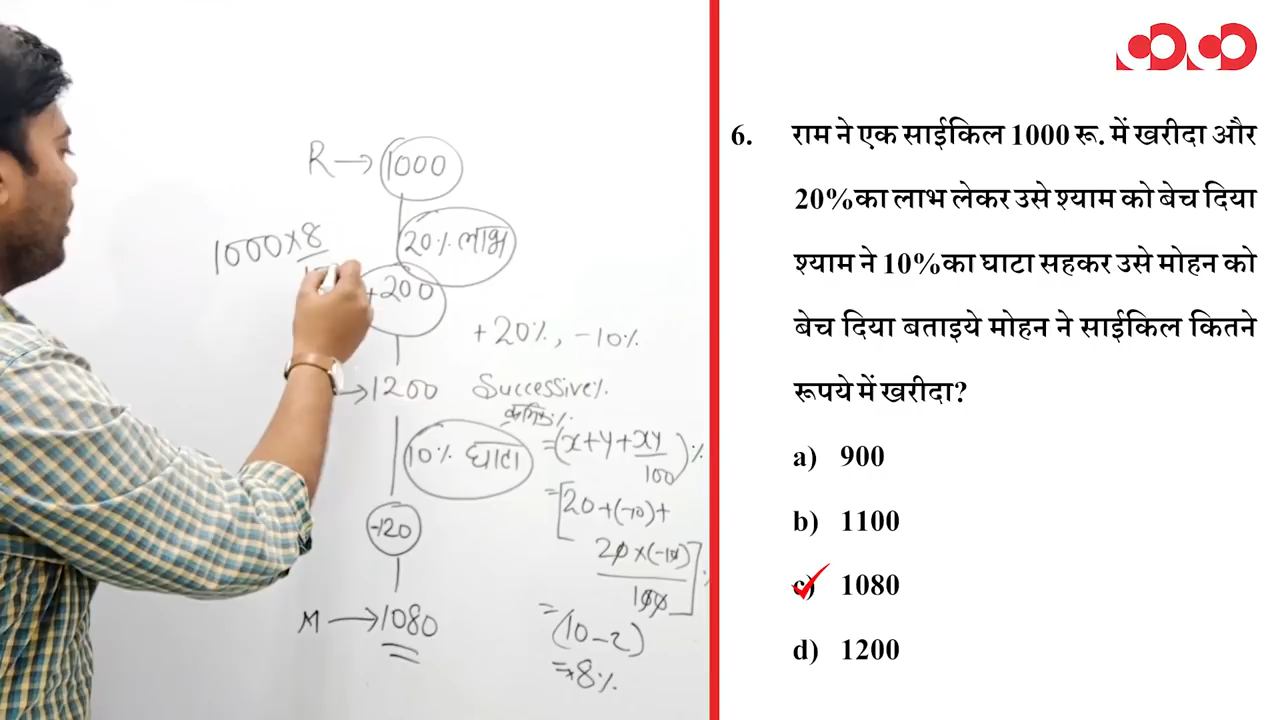 R → 1000
20% लाभ
1000×8
+200
+20%, -10%
→ 1200
Successive%
क्रमिक%
=(x+y+xy/100)%
10% घाटा
=[20+(-10)+
20×(-10)/100]%
-120
=(10-2)
M → 1080
=8%
6. राम ने एक साईकिल 1000 रू. में खरीदा और
20%का लाभ लेकर उसे श्याम को बेच दिया
श्याम ने 10%का घाटा सहकर उसे मोहन को
बेच दिया बताइये मोहन ने साईकिल कितने
रूपये में खरीदा?
a) 900
b) 1100
c) 1080
d) 1200